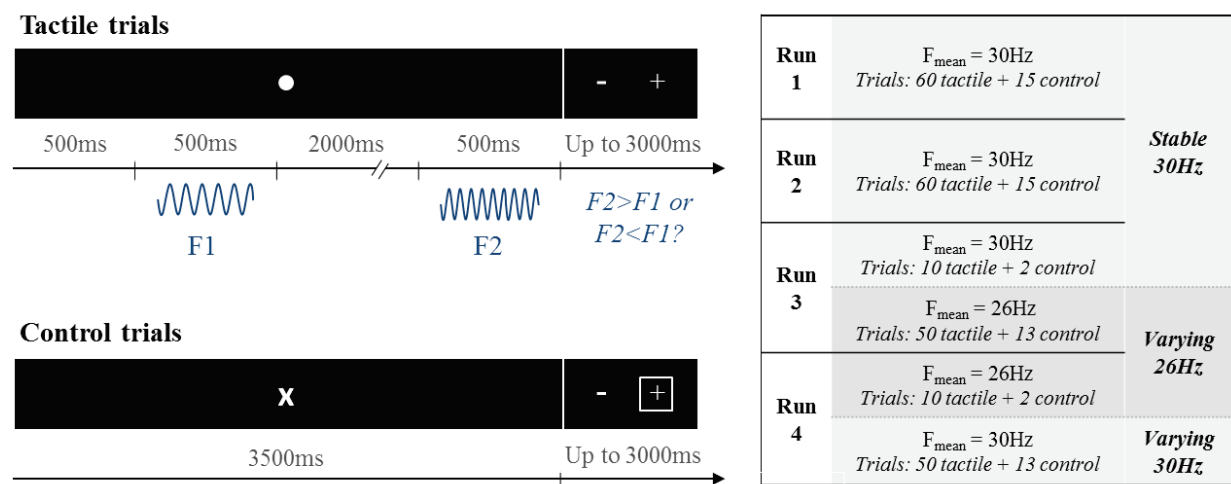 Tactile trials
- +
500ms 500ms 2000ms 500ms Up to 3000ms
F1 F2
F2>F1 or
F2<F1?
Control trials
x
- +
3500ms Up to 3000ms
Run
1
Fmean = 30Hz
Trials: 60 tactile + 15 control
Run
2
Fmean = 30Hz
Trials: 60 tactile + 15 control
Stable
30Hz
Run
3
Fmean = 30Hz
Trials: 10 tactile + 2 control
Fmean = 26Hz
Trials: 50 tactile + 13 control
Varying
26Hz
Run
4
Fmean = 26Hz
Trials: 10 tactile + 2 control
Fmean = 30Hz
Trials: 50 tactile + 13 control
Varying
30Hz